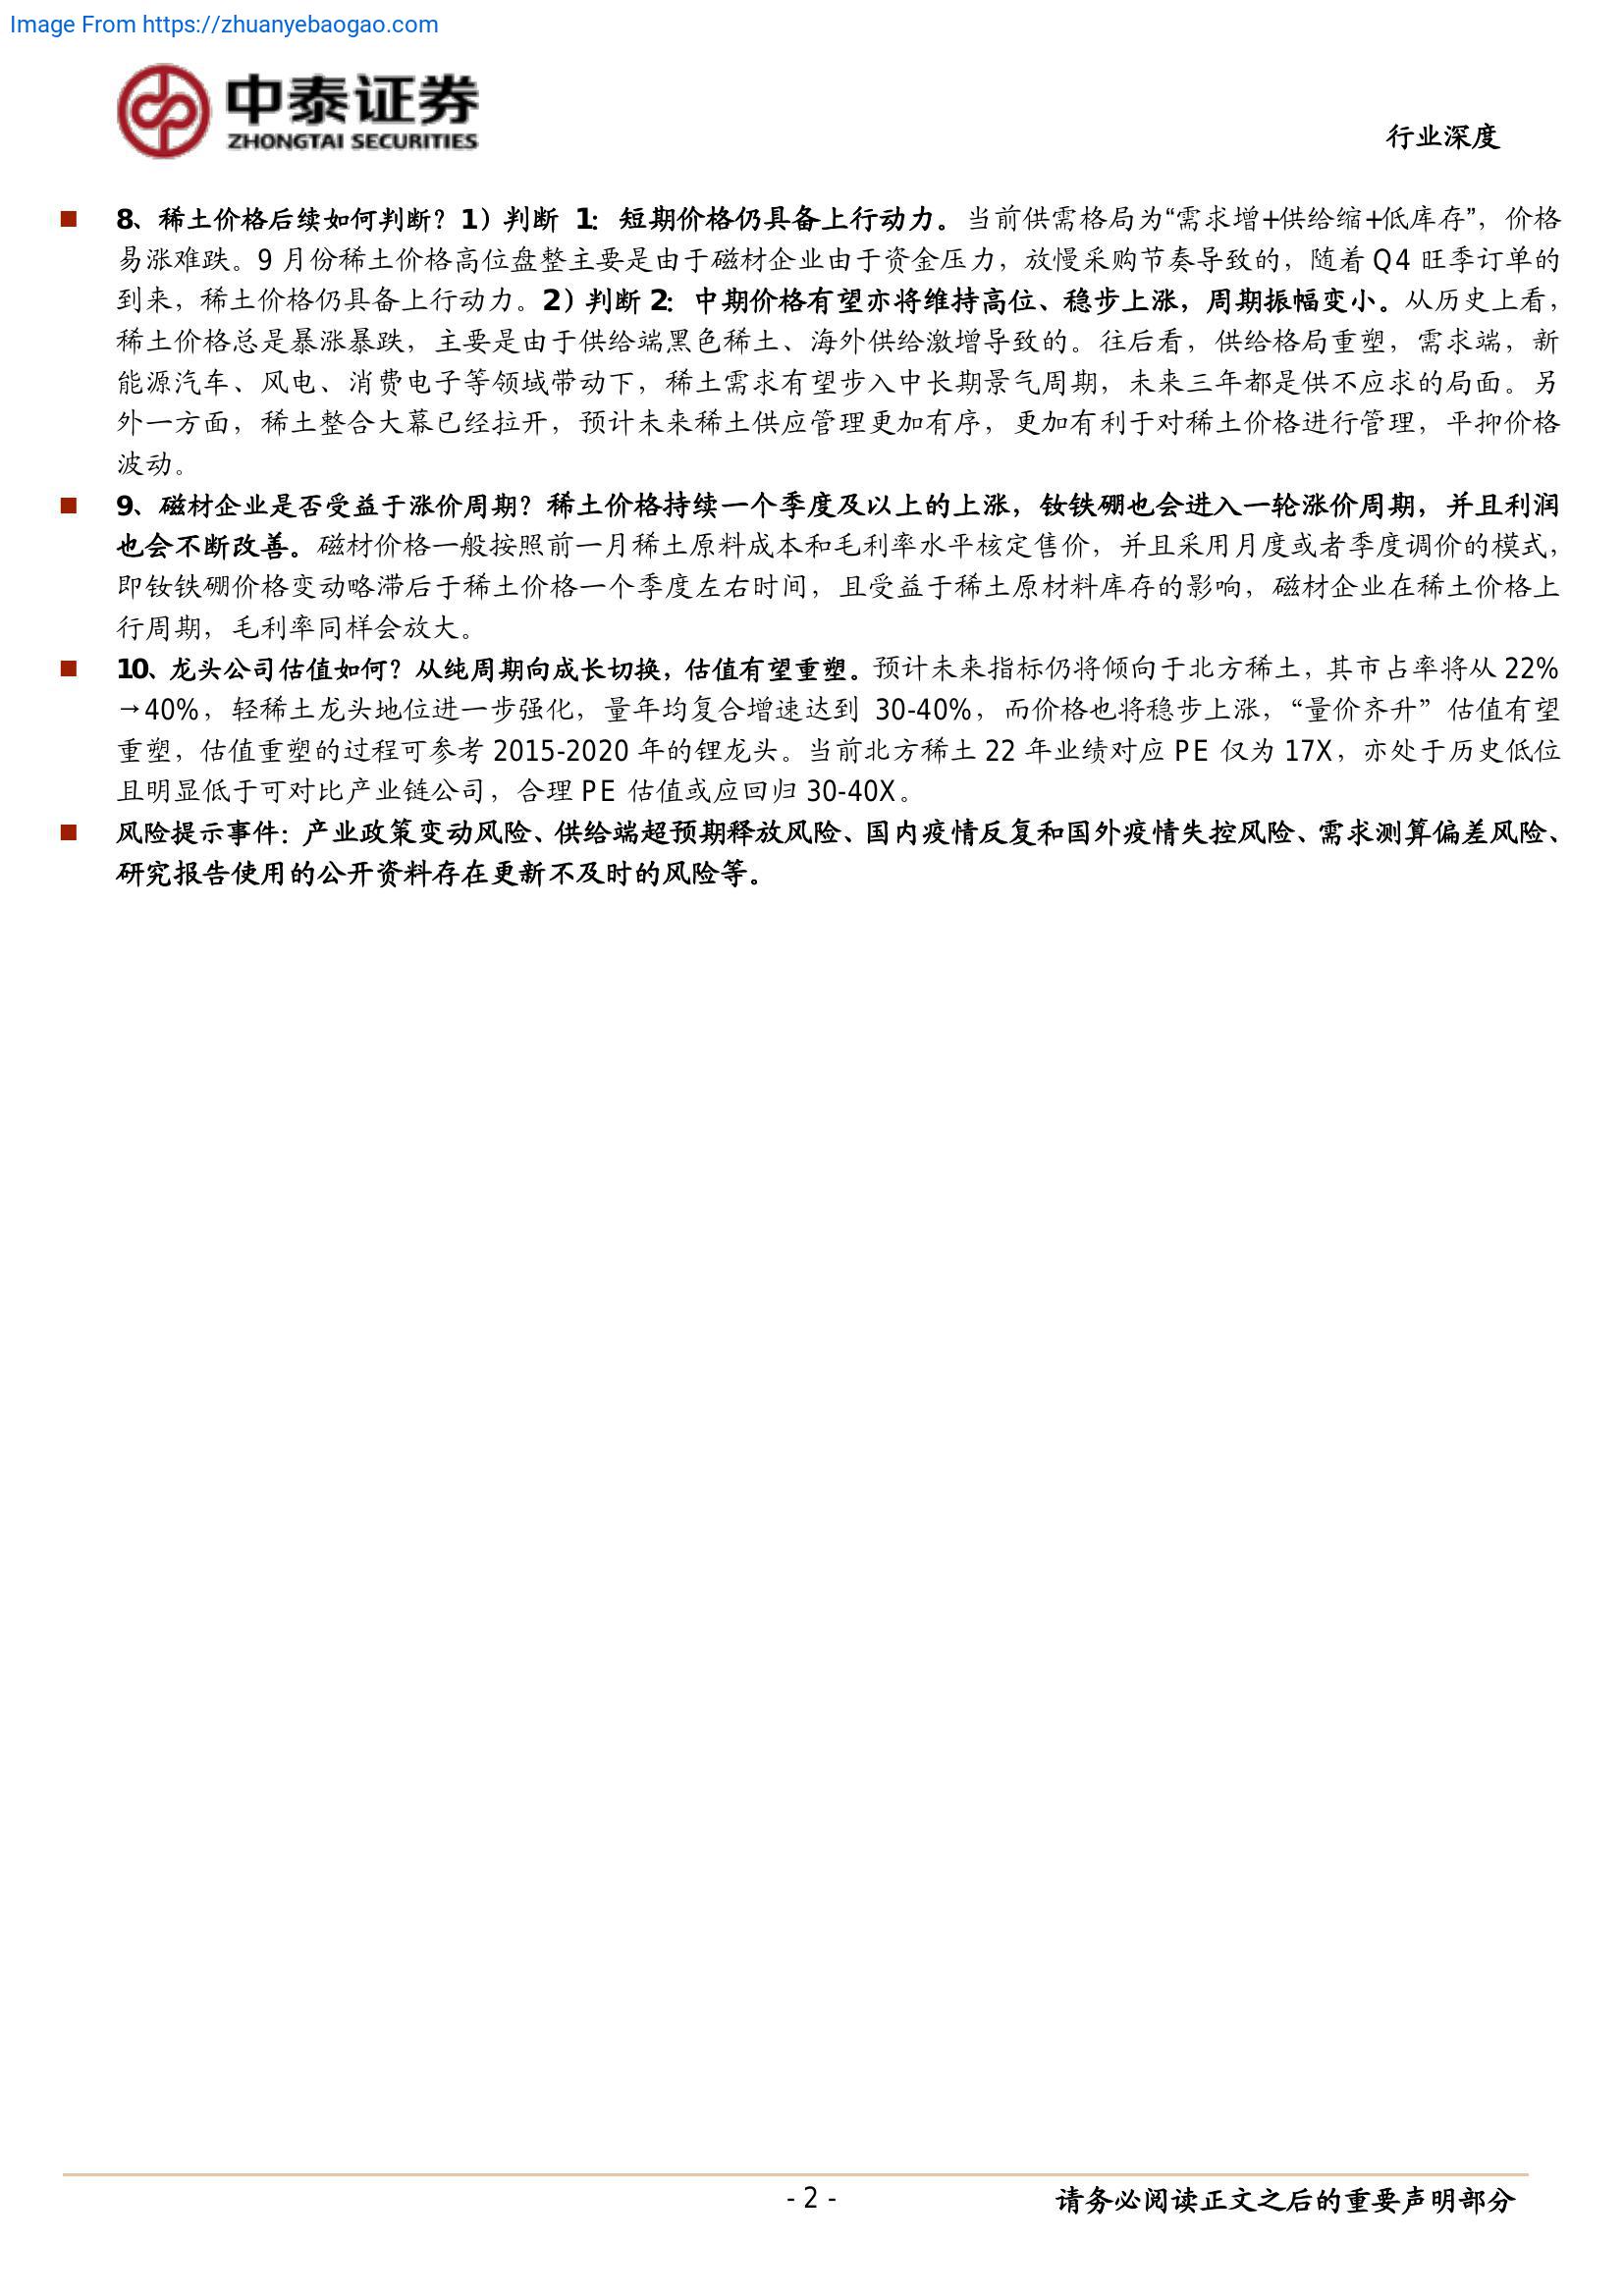 Image From https://zhuanyebaogao.com
中泰证券
ZHONGTAI SECURITIES
行业深度
■ 8、稀土价格后续如何判断？1）判断 1：短期价格仍具备上行动力。当前供需格局为“需求增+供给缩+低库存”，价格
易涨难跌。9 月份稀土价格高位盘整主要是由于磁材企业由于资金压力，放慢采购节奏导致的，随着 Q4 旺季订单的
到来，稀土价格仍具备上行动力。2）判断 2：中期价格有望亦将维持高位、稳步上涨，周期振幅变小。从历史上看，
稀土价格总是暴涨暴跌，主要是由于供给端黑色稀土、海外供给激增导致的。往后看，供给格局重塑，需求端，新
能源汽车、风电、消费电子等领域带动下，稀土需求有望步入中长期景气周期，未来三年都是供不应求的局面。另
外一方面，稀土整合大幕已经拉开，预计未来稀土供应管理更加有序，更加有利于对稀土价格进行管理，平抑价格
波动。
■ 9、磁材企业是否受益于涨价周期？稀土价格持续一个季度及以上的上涨，钕铁硼也会进入一轮涨价周期，并且利润
也会不断改善。磁材价格一般按照前一月稀土原料成本和毛利率水平核定售价，并且采用月度或者季度调价的模式，
即钕铁硼价格变动略滞后于稀土价格一个季度左右时间，且受益于稀土原材料库存的影响，磁材企业在稀土价格上
行周期，毛利率同样会放大。
■ 10、龙头公司估值如何？从纯周期向成长切换，估值有望重塑。预计未来指标仍将倾向于北方稀土，其市占率将从 22%
→40%，轻稀土龙头地位进一步强化，量年均复合增速达到 30-40%，而价格也将稳步上涨，“量价齐升”估值有望
重塑，估值重塑的过程可参考 2015-2020 年的锂龙头。当前北方稀土 22 年业绩对应 PE 仅为 17X，亦处于历史低位
且明显低于可对比产业链公司，合理 PE 估值或应回归 30-40X。
■ 风险提示事件：产业政策变动风险、供给端超预期释放风险、国内疫情反复和国外疫情失控风险、需求测算偏差风险、
研究报告使用的公开资料存在更新不及时的风险等。
- 2 -
请务必阅读正文之后的重要声明部分